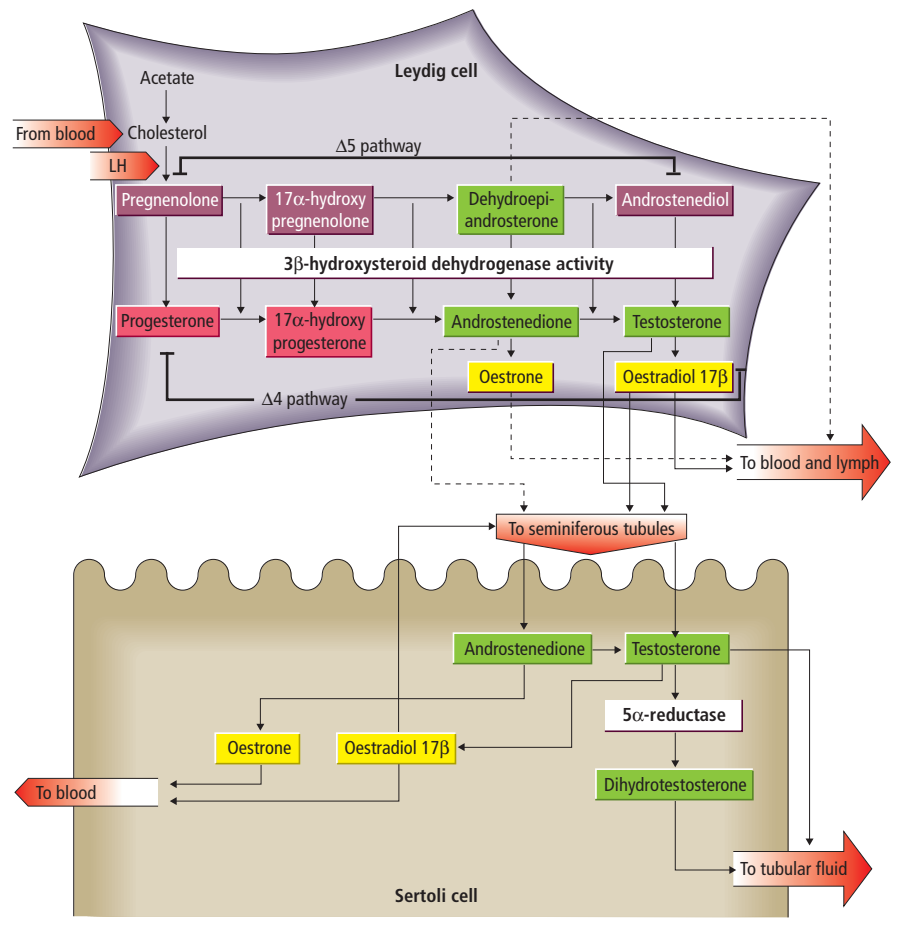 Leydig cell
Acetate
From blood
Cholesterol
LH
Δ5 pathway
Pregnenolone
17α-hydroxy
pregnenolone
Dehydroepi-
androsterone
Androstenediol
3β-hydroxysteroid dehydrogenase activity
Progesterone
17α-hydroxy
progesterone
Androstenedione
Testosterone
Oestrone
Oestradiol 17β
Δ4 pathway
To blood and lymph
To seminiferous tubules
Androstenedione
Testosterone
5α-reductase
Oestrone
Oestradiol 17β
Dihydrotestosterone
To blood
To tubular fluid
Sertoli cell